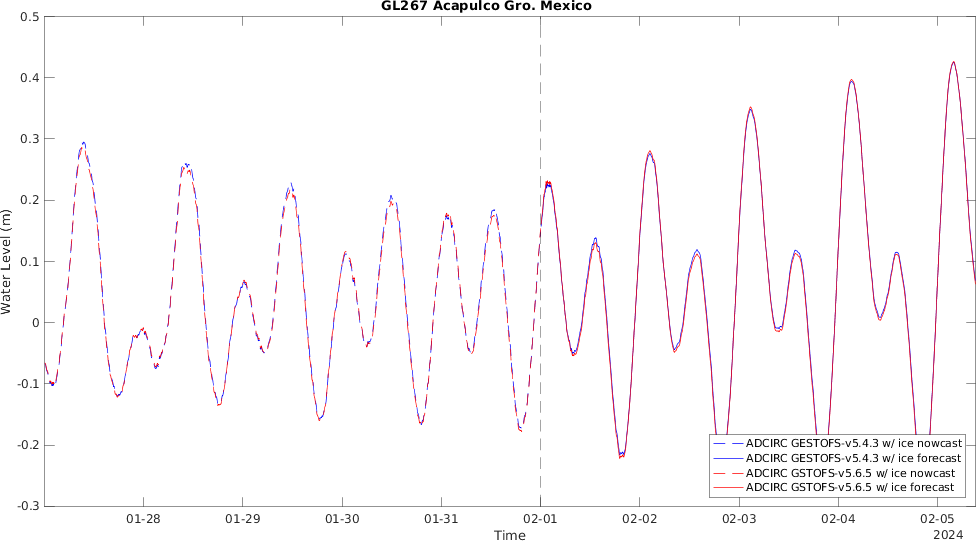 GL267 Acapulco Gro. Mexico
0.5
0.4
0.3
0.2
0.1
0
-0.1
-0.2
-0.3
Water Level (m)
ADCIRC GESTOFS-v5.4.3 w/ ice nowcast
ADCIRC GESTOFS-v5.4.3 w/ ice forecast
ADCIRC GSTOFS-v5.6.5 w/ ice nowcast
ADCIRC GSTOFS-v5.6.5 w/ ice forecast
01-28 01-29 01-30 01-31 02-01 02-02 02-03 02-04 02-05
Time
2024